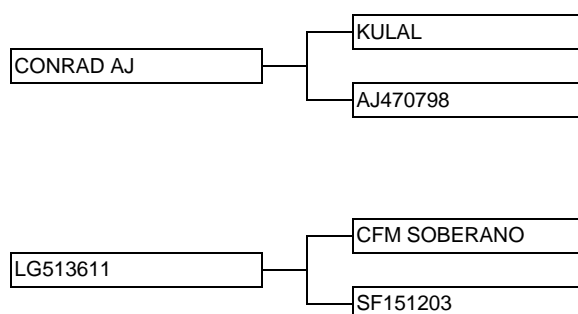 KULAL
CONRAD AJ
AJ470798
CFM SOBERANO
LG513611
SF151203